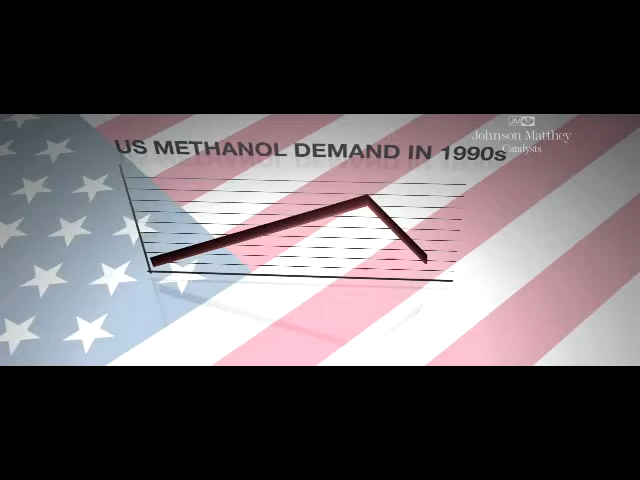 US METHANOL DEMAND IN 1990s
JM
Johnson Matthey
Catalysts